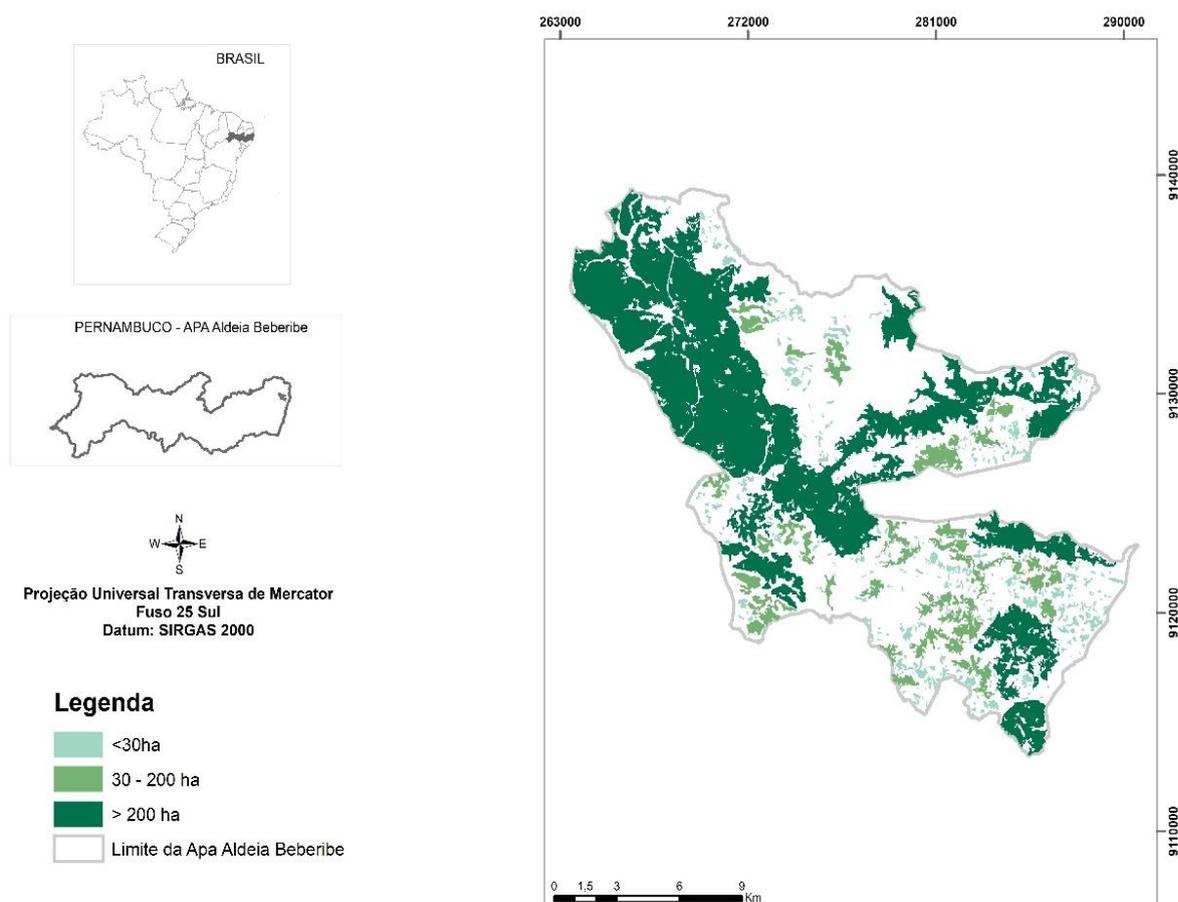 BRASIL
PERNAMBUCO - APA Aldeia Beberibe
N
W E
S
Projeção Universal Transversa de Mercator
Fuso 25 Sul
Datum: SIRGAS 2000
Legenda
<30ha
30 - 200 ha
> 200 ha
Limite da Apa Aldeia Beberibe
263000 272000 281000 290000
9140000
9130000
9120000
9110000
0 1,5 3 6 9
Km